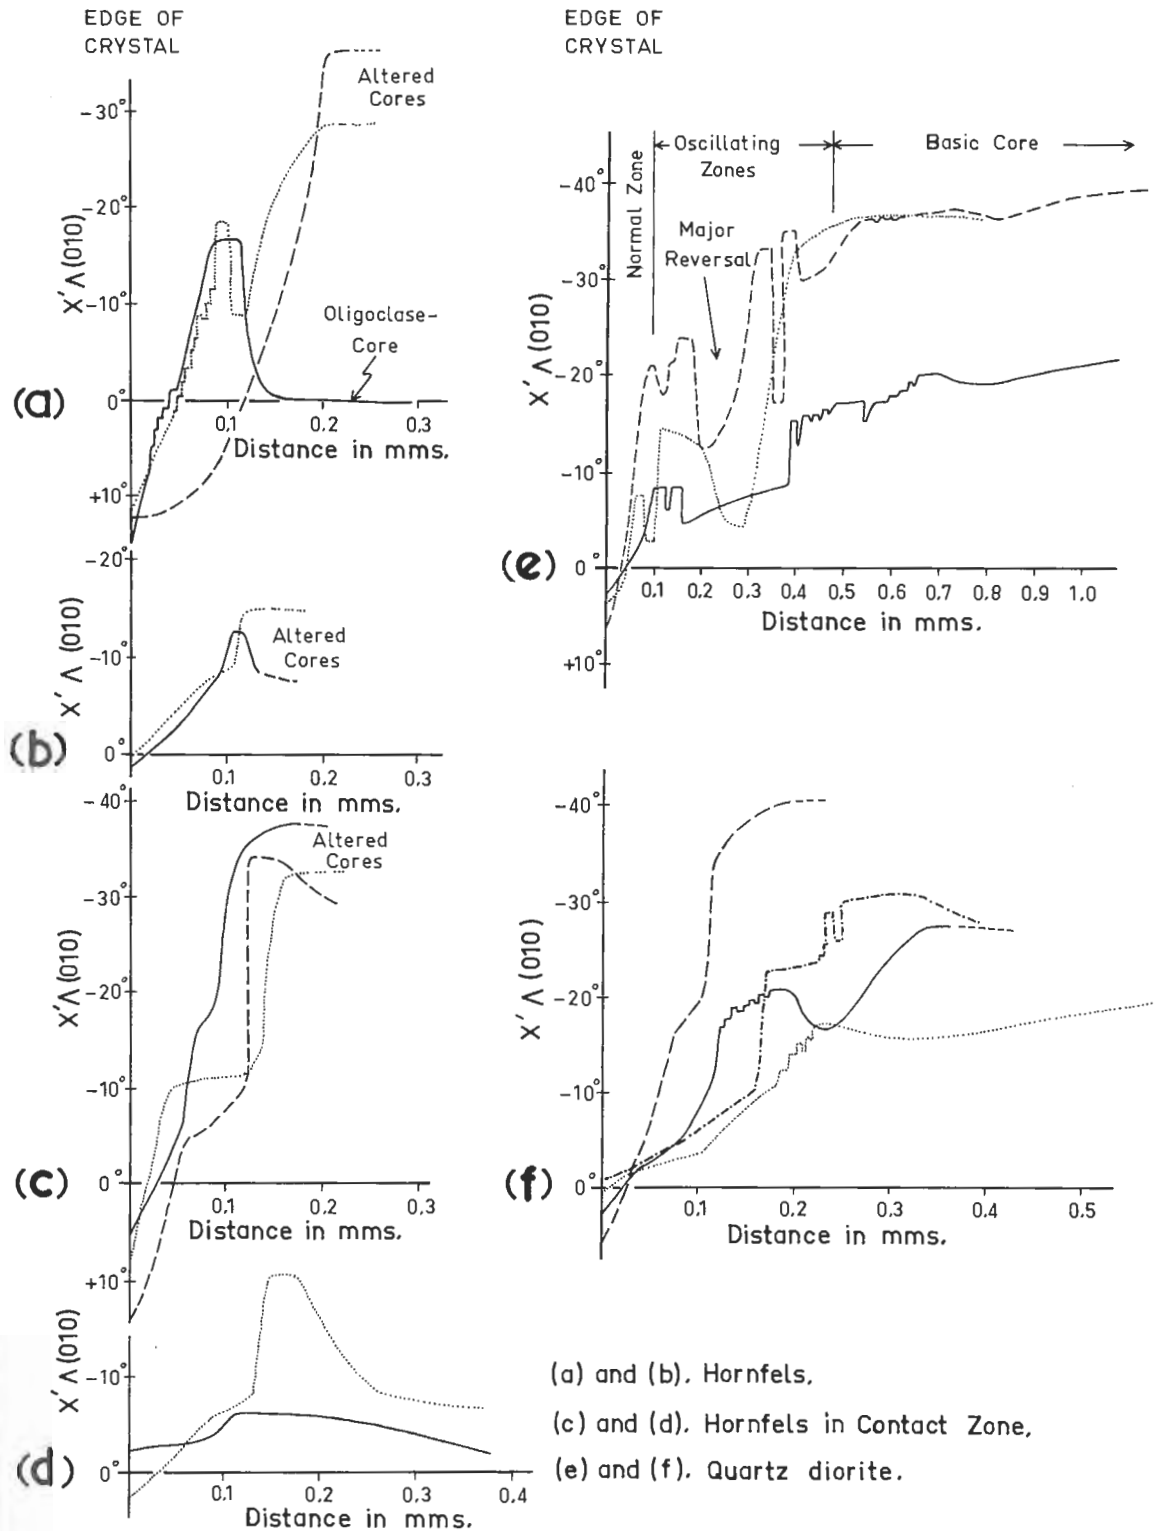 EDGE OF
CRYSTAL
−30°
−20°
−10°
0°
+10°
X′ Λ (010)
Altered
Cores
Oligoclase–
Core
0.1
0.2
0.3
Distance in mms.
(a)
−20°
−10°
0°
X′ Λ (010)
Altered
Cores
0.1
0.2
0.3
Distance in mms.
(b)
−40°
−30°
−20°
−10°
0°
+10°
X′ Λ (010)
Altered
Cores
0.1
0.2
0.3
Distance in mms.
(c)
−10°
0°
X′ Λ (010)
0.1
0.2
0.3
0.4
Distance in mms.
(d)
EDGE OF
CRYSTAL
−40°
−30°
−20°
−10°
0°
+10°
X′ Λ (010)
Normal Zone
Oscillating
Zones
Basic Core
Major
Reversal
0.1
0.2
0.3
0.4
0.5
0.6
0.7
0.8
1.0
Distance in mms.
(e)
−40°
−30°
−20°
−10°
0°
X′ Λ (010)
0.1
0.2
0.3
0.4
0.5
Distance in mms.
(f)
(a) and (b). Hornfels.
(c) and (d). Hornfels in Contact Zone.
(e) and (f). Quartz diorite.